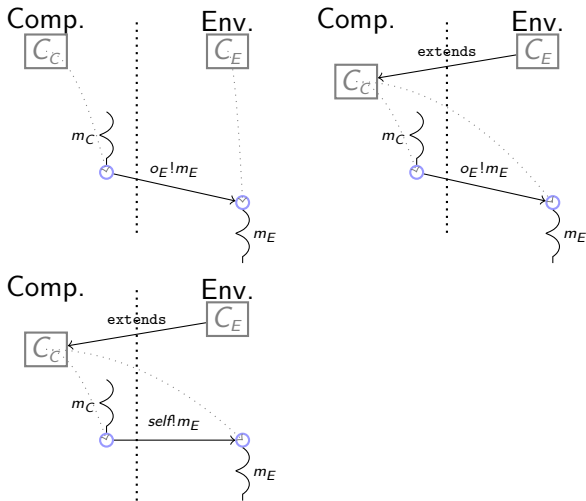 Comp. Env.
C_C C_E
m_C
o_E!m_E
m_E
Comp. Env.
extends
C_C C_E
m_C
o_E!m_E
m_E
Comp. Env.
extends
C_C C_E
m_C
self!m_E
m_E